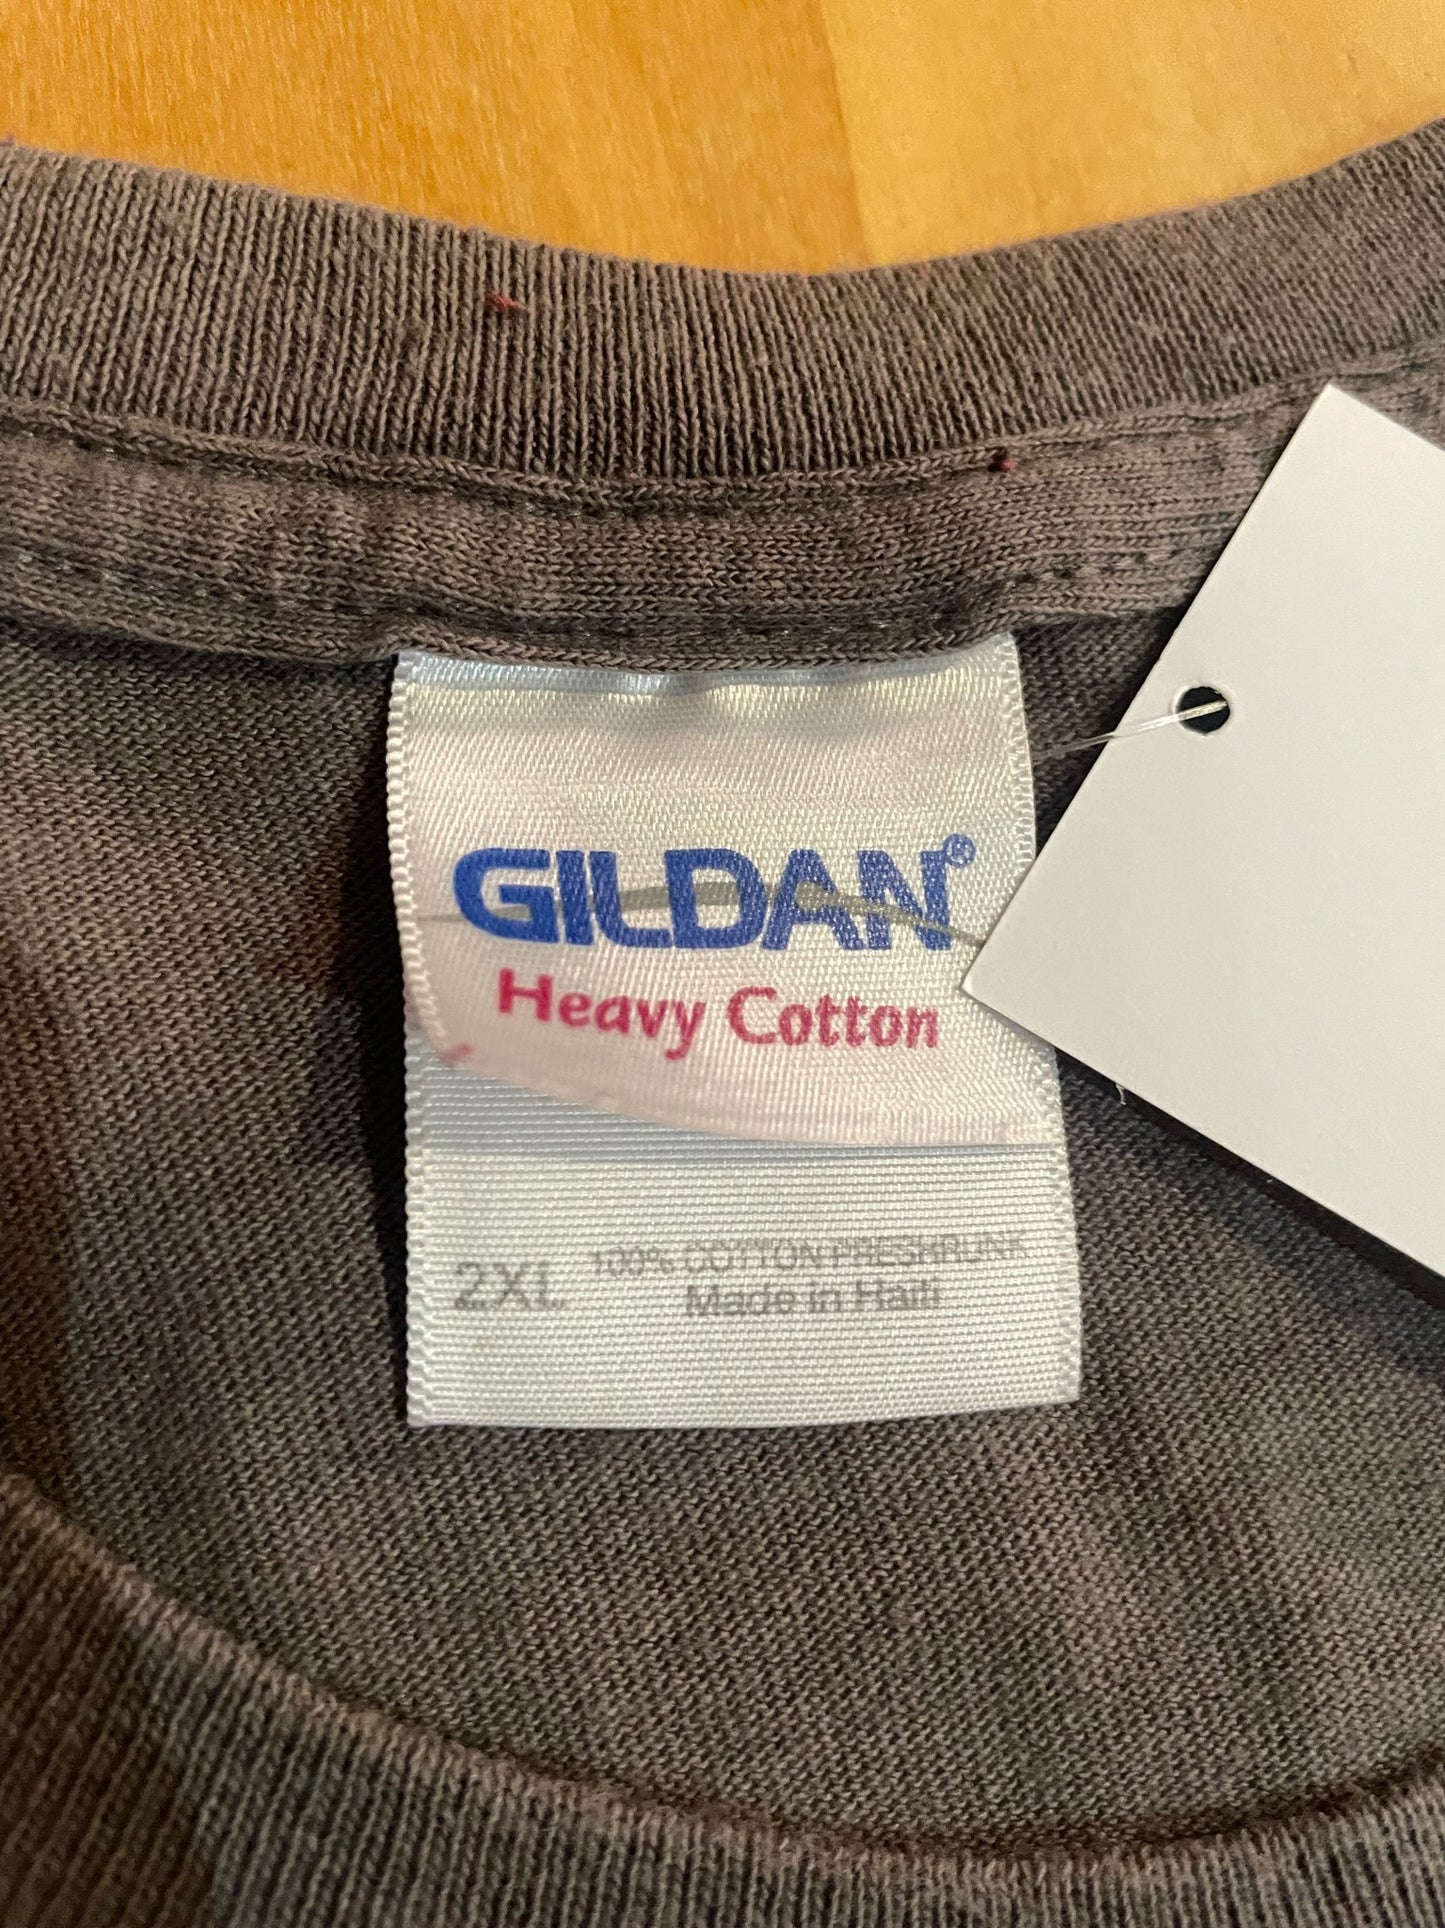 GILDAN®
Heavy Cotton
2XL 100% COTTON PRESHRUNK
Made in Haiti